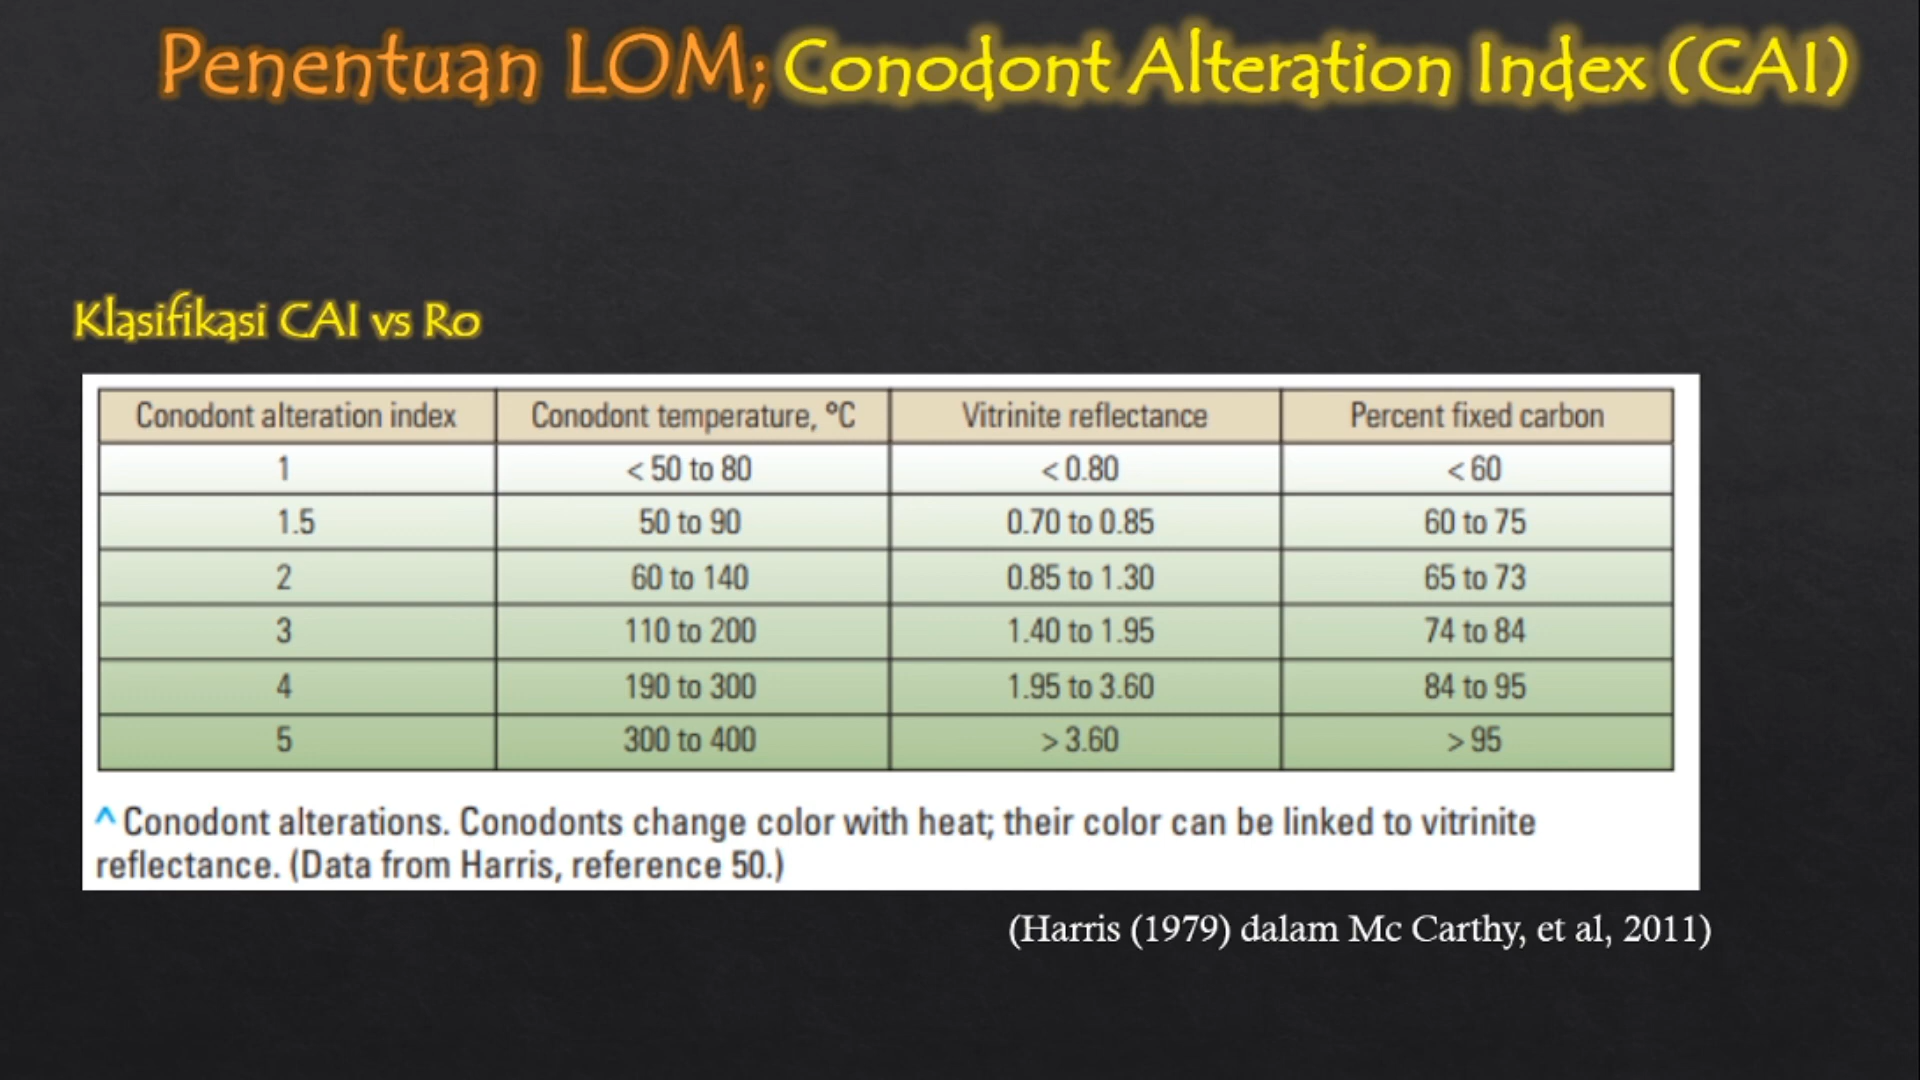 Penentuan LOM; Conodont Alteration Index (CAI)
Klasifikasi CAI vs Ro
Conodont alteration index Conodont temperature, °C Vitrinite reflectance Percent fixed carbon
1 < 50 to 80 < 0.80 < 60
1.5 50 to 90 0.70 to 0.85 60 to 75
2 60 to 140 0.85 to 1.30 65 to 73
3 110 to 200 1.40 to 1.95 74 to 84
4 190 to 300 1.95 to 3.60 84 to 95
5 300 to 400 > 3.60 > 95
^ Conodont alterations. Conodonts change color with heat; their color can be linked to vitrinite
reflectance. (Data from Harris, reference 50.)
(Harris (1979) dalam Mc Carthy, et al, 2011)